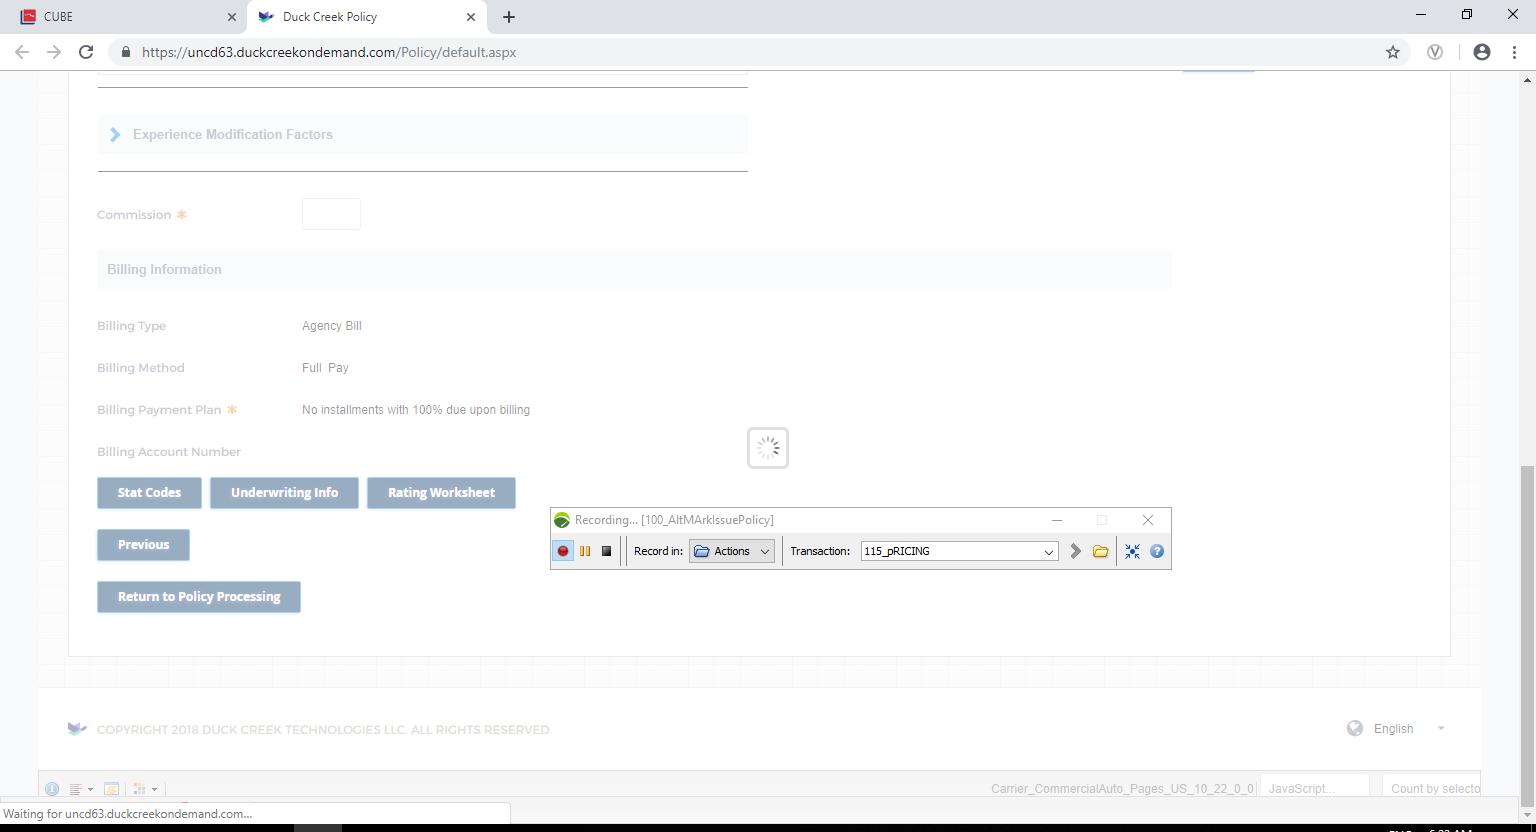 CUBE
Duck Creek Policy
https://uncd63.duckcreekondemand.com/Policy/default.aspx
Experience Modification Factors
Commission *
Billing Information
Billing Type Agency Bill
Billing Method Full Pay
Billing Payment Plan * No installments with 100% due upon billing
Billing Account Number
Stat Codes Underwriting Info Rating Worksheet
Recording... [100_AltMArkIssuePolicy]
Previous
Record in: Actions Transaction: 115_pRICING
Return to Policy Processing
COPYRIGHT 2018 DUCK CREEK TECHNOLOGIES LLC. ALL RIGHTS RESERVED.
English
Carrier_CommercialAuto_Pages_US_10_22_0_0 JavaScript... Count by selecto
Waiting for uncd63.duckcreekondemand.com...